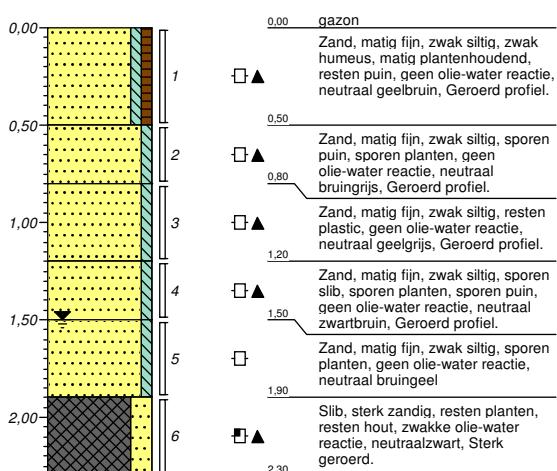 0,00
0,00
gazon
Zand, matig fijn, zwak siltig, zwak
humeus, matig plantenhoudend,
resten puin, geen olie-water reactie,
neutraal geelbruin, Geroerd profiel.
1
0,50
0,50
Zand, matig fijn, zwak siltig, sporen
puin, sporen planten, geen
olie-water reactie, neutraal
bruingrijs, Geroerd profiel.
2
0,80
Zand, matig fijn, zwak siltig, resten
plastic, geen olie-water reactie,
neutraal geelgrijs, Geroerd profiel.
1,00
3
1,20
Zand, matig fijn, zwak siltig, sporen
slib, sporen planten, sporen puin,
geen olie-water reactie, neutraal
zwartbruin, Geroerd profiel.
4
1,50
1,50
Zand, matig fijn, zwak siltig, sporen
planten, geen olie-water reactie,
neutraal bruingeel
5
1,90
Slib, sterk zandig, resten planten,
resten hout, zwakke olie-water
reactie, neutraalzwart, Sterk
geroerd.
2,00
6
2,30